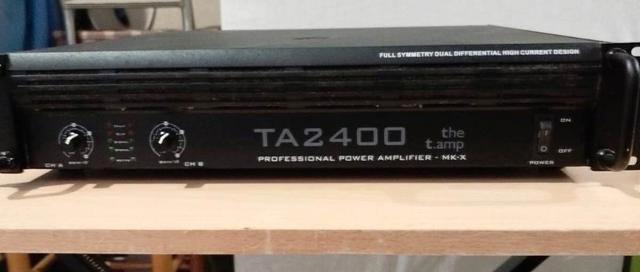 FULL SYMMETRY DUAL DIFFERENTIAL HIGH CURRENT DESIGN
TA2400
the
t.amp
PROFESSIONAL POWER AMPLIFIER - MK-X
CH A
CH B
ON
OFF
POWER